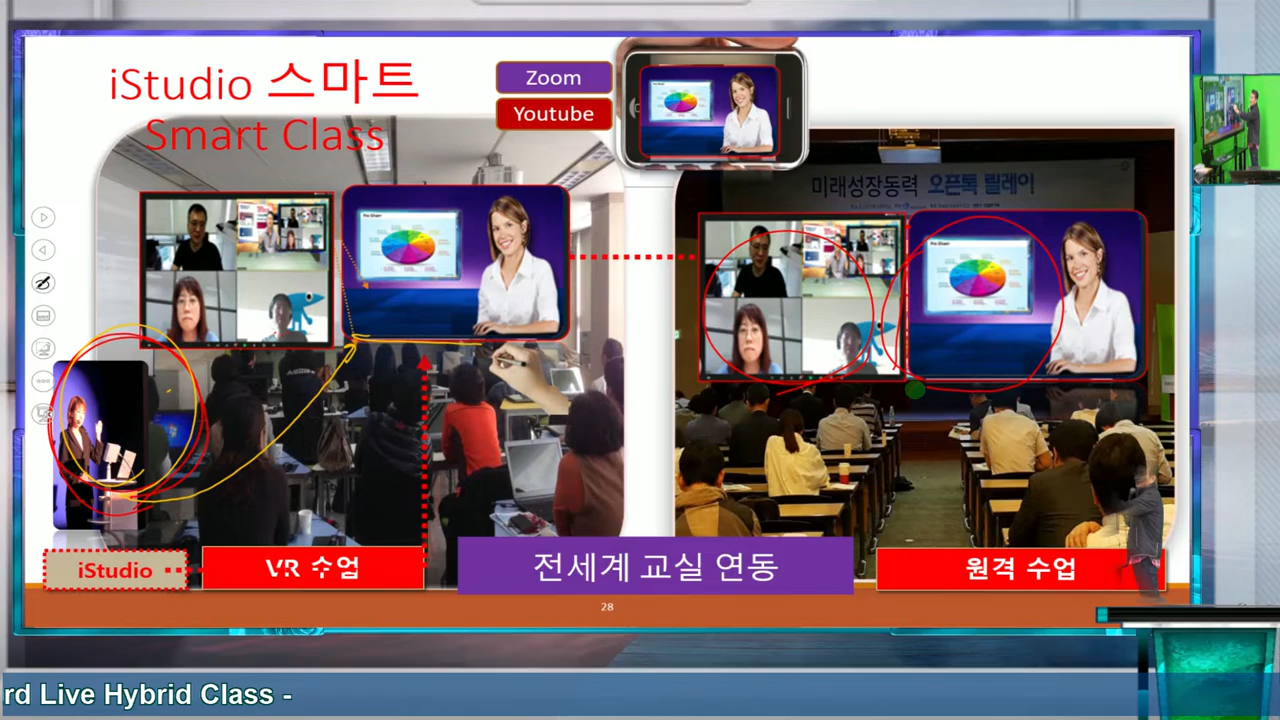 iStudio 스마트
Smart Class
Zoom
Youtube
미래성장동력 오픈톡 릴레이
iStudio
VR 수업
전세계 교실 연동
원격 수업
28
rd Live Hybrid Class -